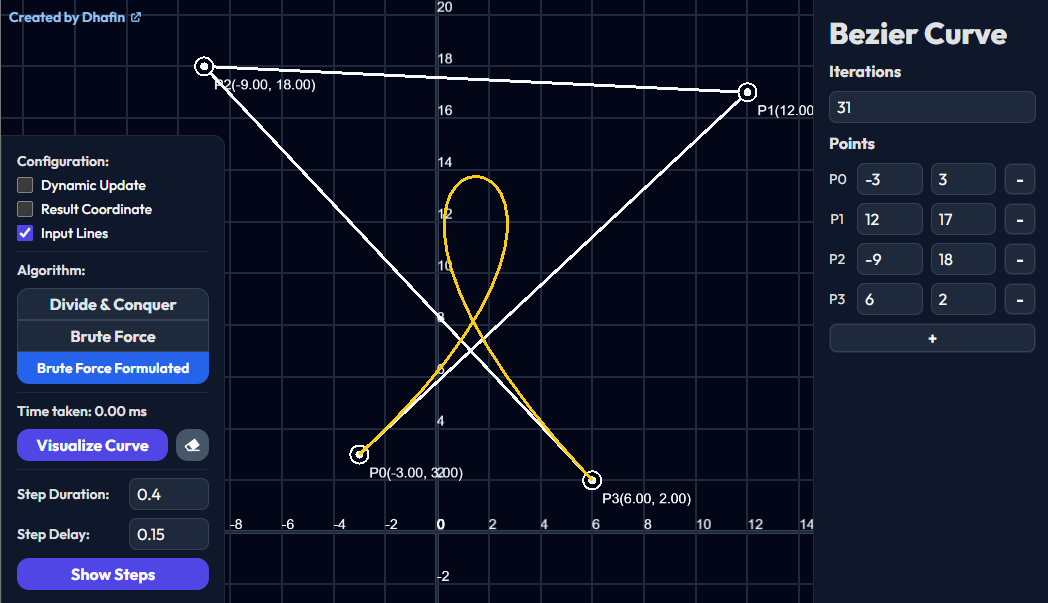 Created by Dhafin
Configuration:
Dynamic Update
Result Coordinate
Input Lines
Algorithm:
Divide & Conquer
Brute Force
Brute Force Formulated
Time taken: 0.00 ms
Visualize Curve
Step Duration: 0.4
Step Delay: 0.15
Show Steps
20
18
16
14
12
10
8
6
4
2
-2
-8 -6 -4 -2 0 2 4 6 8 10 12 14
P2(-9.00, 18.00)
P1(12.00
P0(-3.00, 3.00)
P3(6.00, 2.00)
Bezier Curve
Iterations
31
Points
P0 -3 3 -
P1 12 17 -
P2 -9 18 -
P3 6 2 -
+